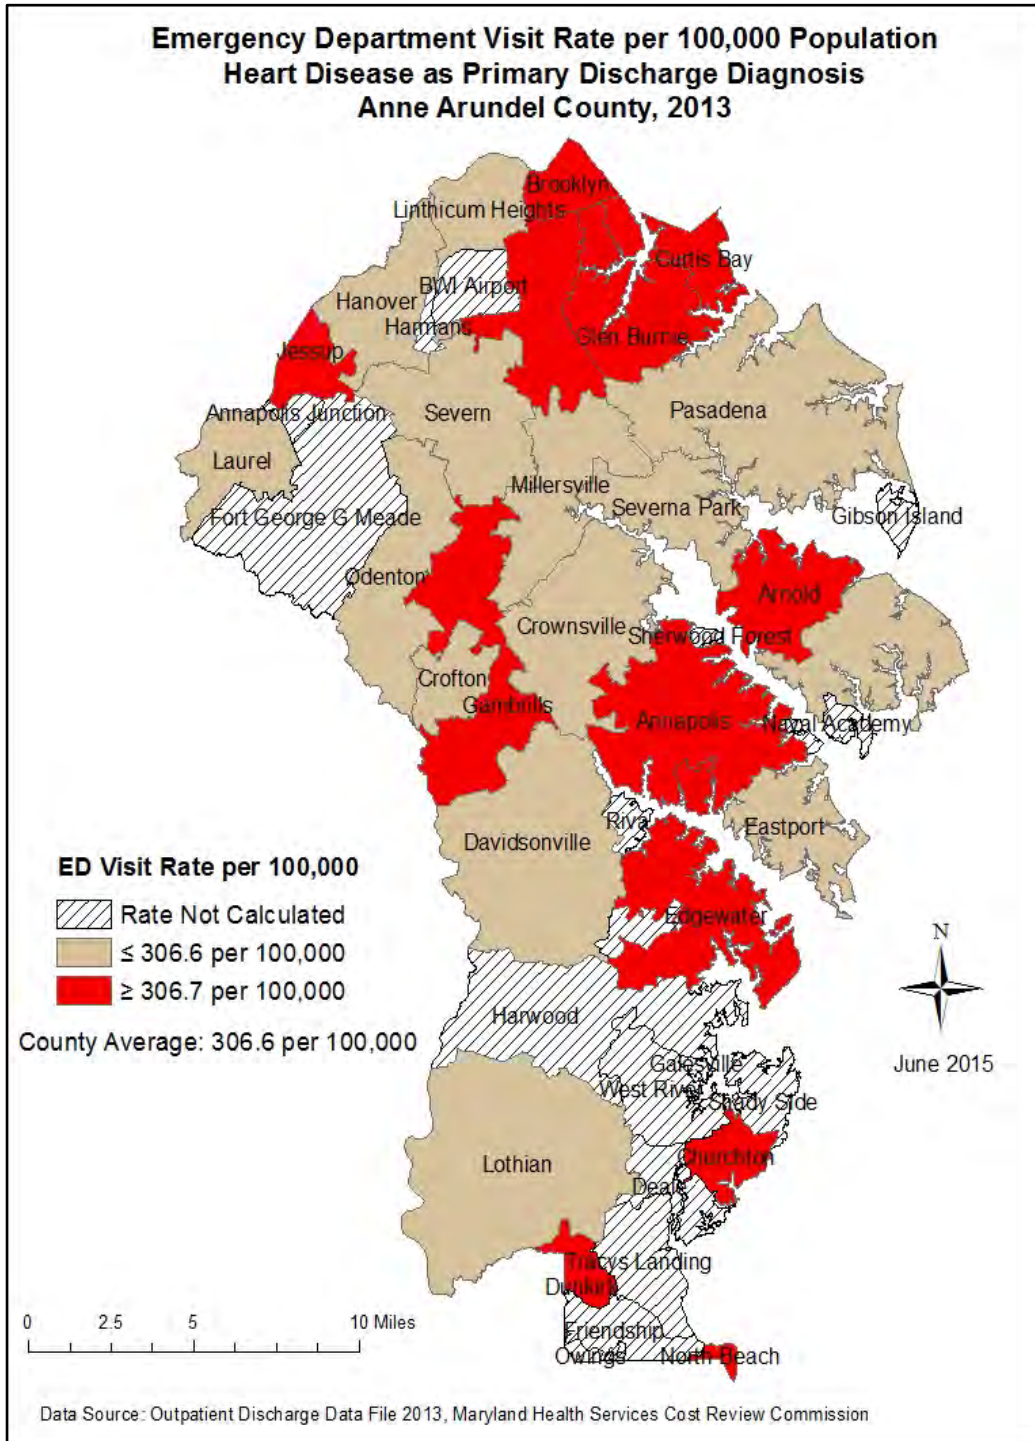 Emergency Department Visit Rate per 100,000 Population
Heart Disease as Primary Discharge Diagnosis
Anne Arundel County, 2013
Brooklyn
Linthicum Heights
Curtis Bay
BWI Airport
Hanover
Harmans
Glen Burnie
Jessup
Annapolis Junction
Severn
Pasadena
Laurel
Millersville
Severna Park
Gibson Island
Fort George G Meade
Odenton
Arnold
Crownsville
Sherwood Forest
Crofton
Gambrills
Annapolis
Naval Academy
Riva
Eastport
Davidsonville
ED Visit Rate per 100,000
Rate Not Calculated
≤ 306.6 per 100,000
≥ 306.7 per 100,000
County Average: 306.6 per 100,000
Edgewater
N
June 2015
Harwood
Galesville
West River
Shady Side
Churchton
Lothian
Deale
Tracys Landing
Dunkirk
Friendship
Owings
North Beach
0 2.5 5 10 Miles
Data Source: Outpatient Discharge Data File 2013, Maryland Health Services Cost Review Commission